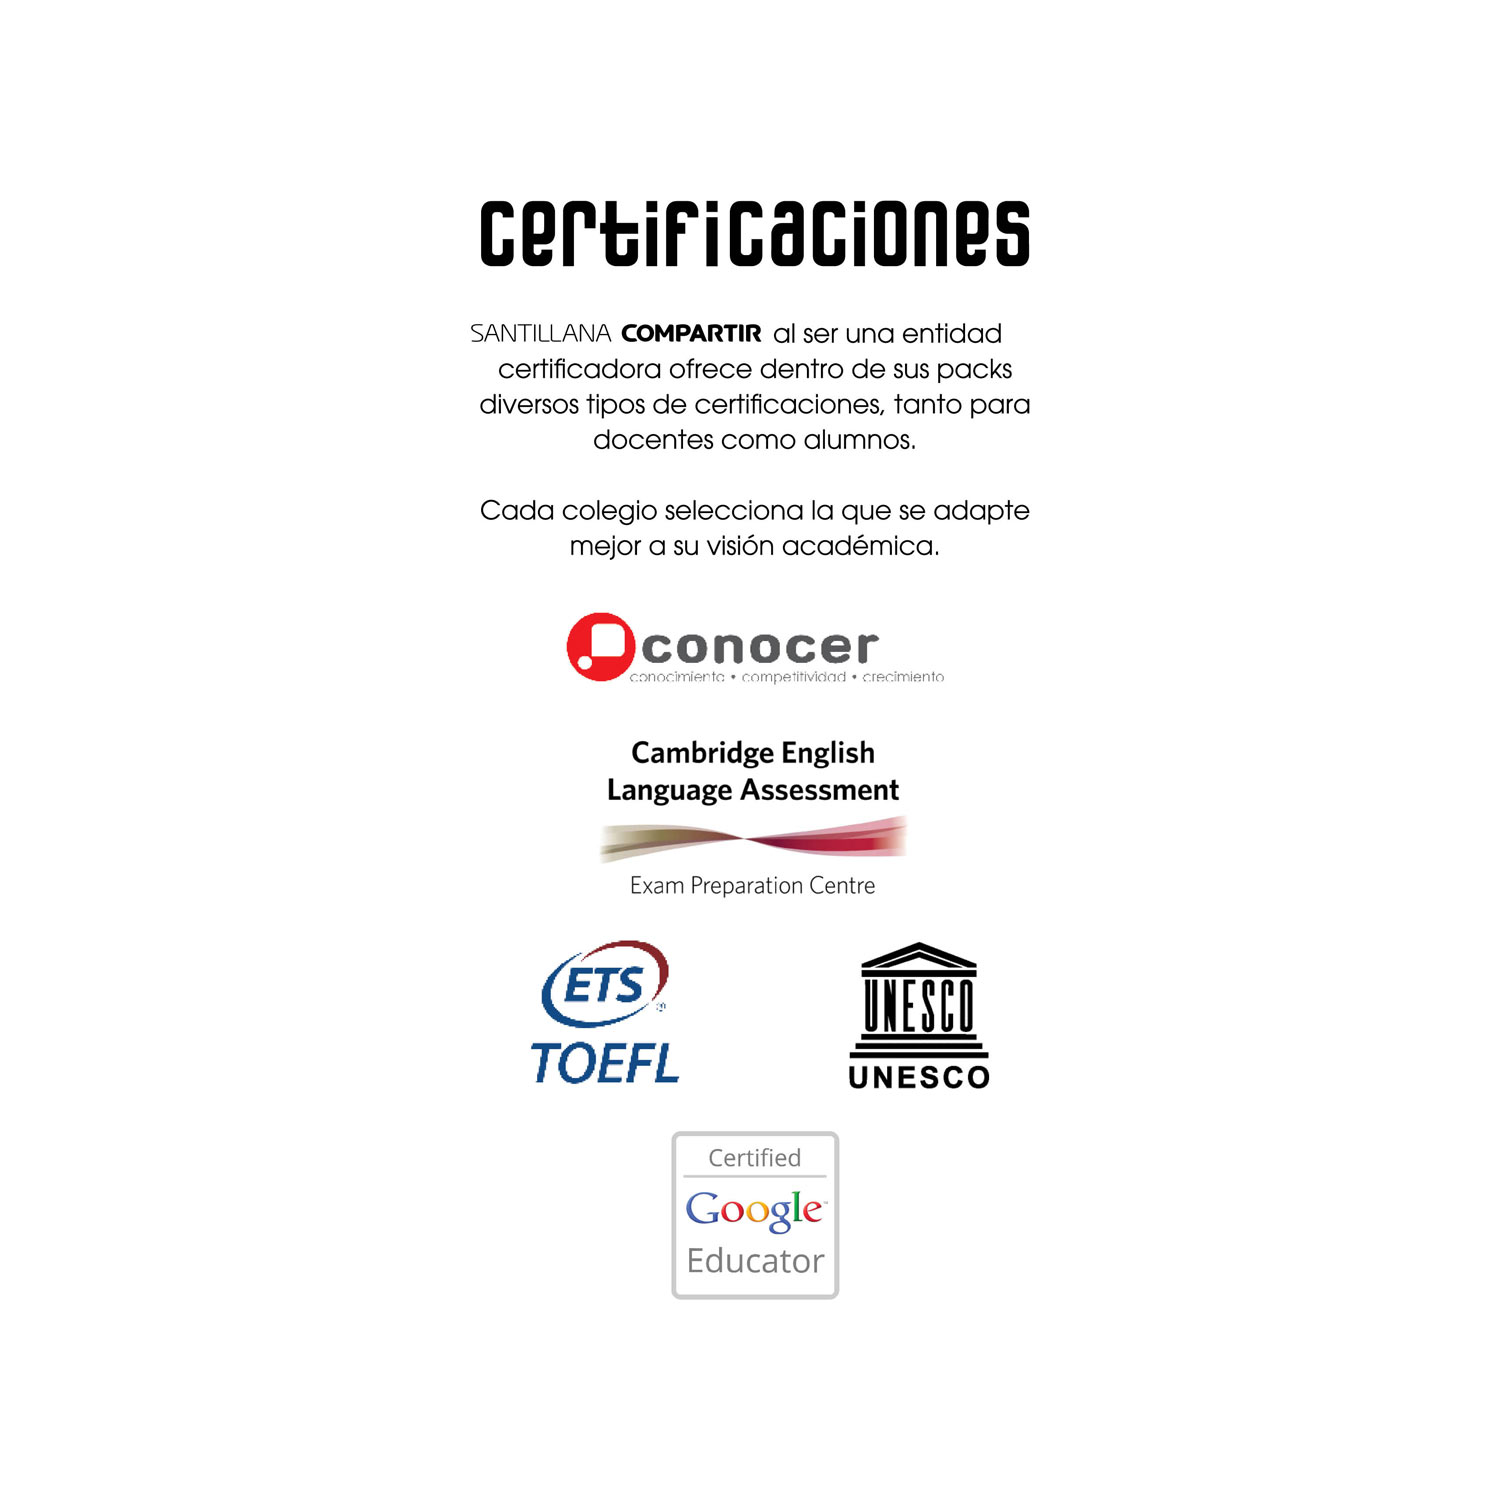 certificaciones
SANTILLANA COMPARTIR al ser una entidad
certificadora ofrece dentro de sus packs
diversos tipos de certificaciones, tanto para
docentes como alumnos.
Cada colegio selecciona la que se adapte
mejor a su visión académica.
conocer
conocimiento • competitividad • crecimiento
Cambridge English
Language Assessment
Exam Preparation Centre
ETS®
TOEFL
UNESCO
UNESCO
Certified
Google™
Educator